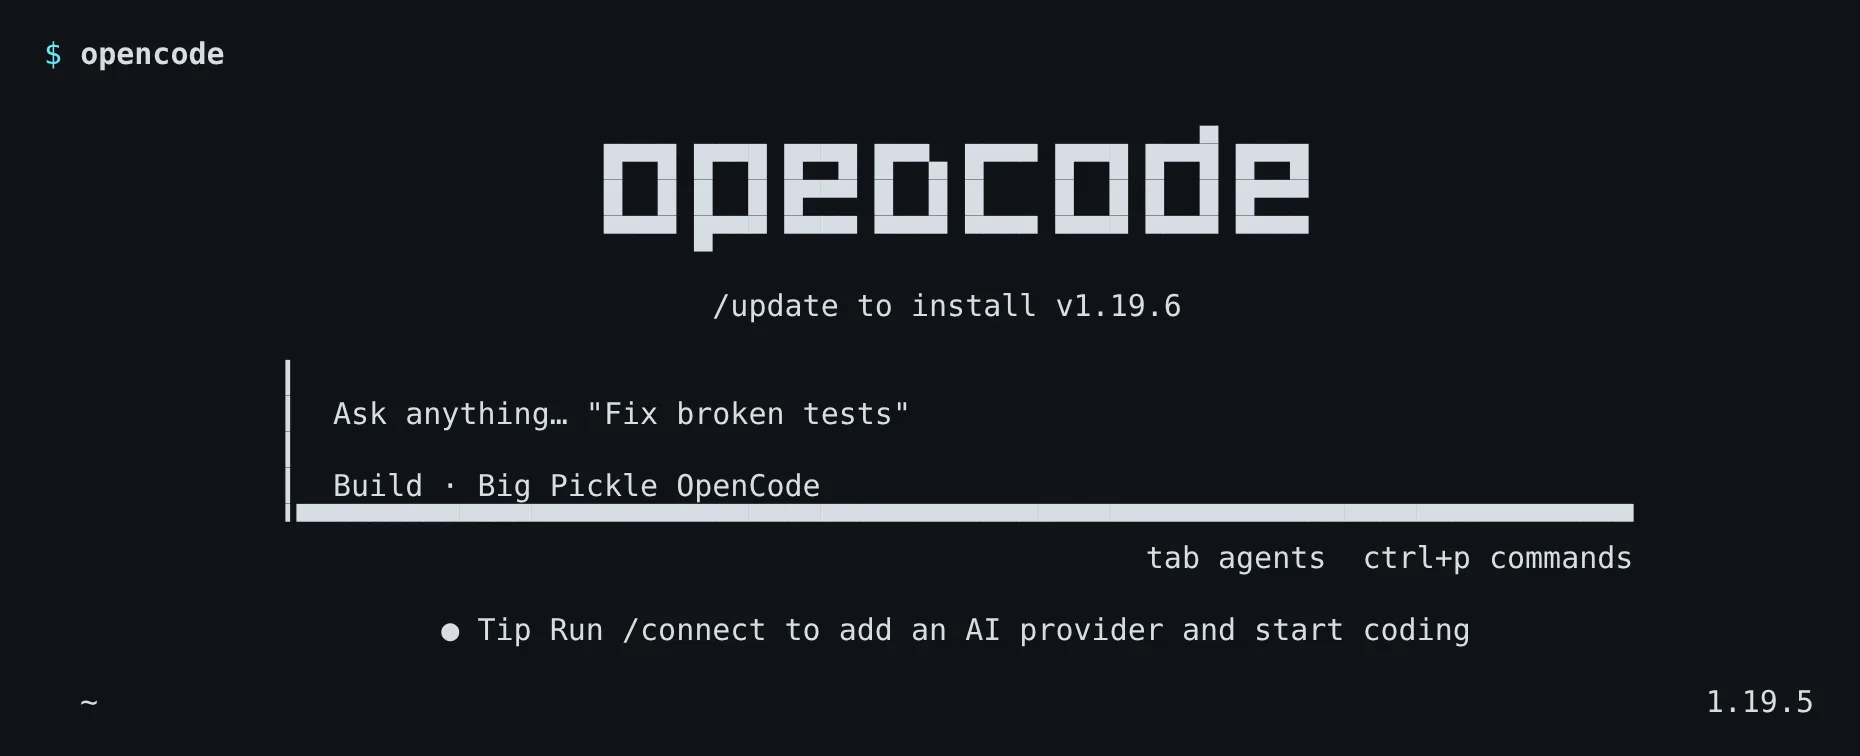 $ opencode
opencode
/update to install v1.19.6
Ask anything… "Fix broken tests"
Build · Big Pickle OpenCode
tab agents  ctrl+p commands
● Tip Run /connect to add an AI provider and start coding
~ 1.19.5